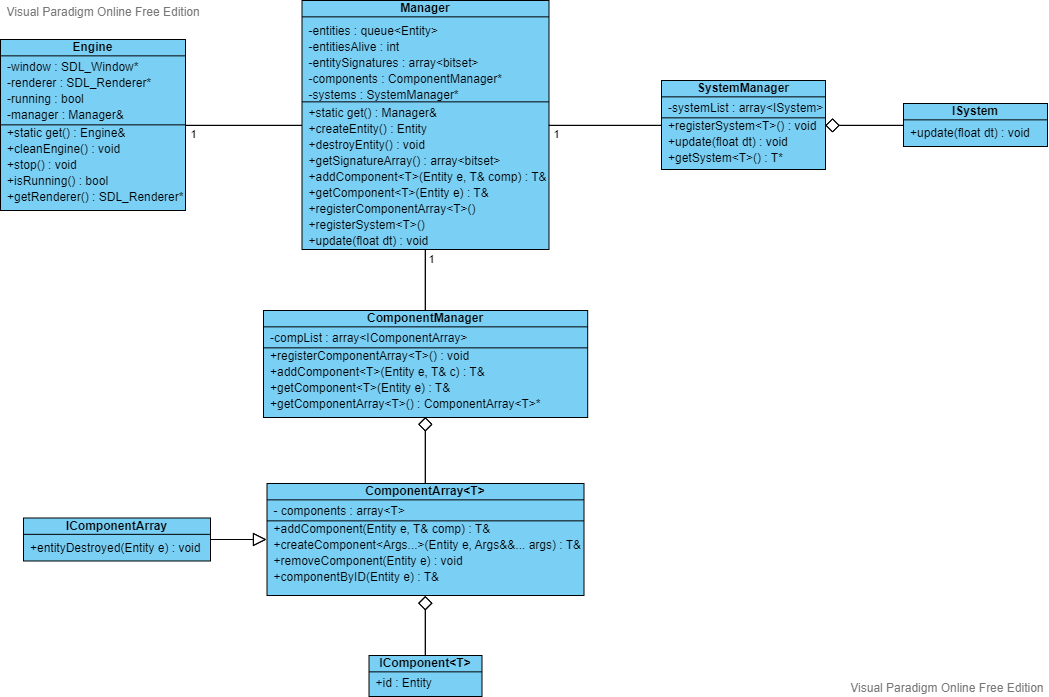 Visual Paradigm Online Free Edition
Engine
-window : SDL_Window*
-renderer : SDL_Renderer*
-running : bool
-manager : Manager&
+static get() : Engine&
+cleanEngine() : void
+stop() : void
+isRunning() : bool
+getRenderer() : SDL_Renderer*
1
Manager
-entities : queue<Entity>
-entitiesAlive : int
-entitySignatures : array<bitset>
-components : ComponentManager*
-systems : SystemManager*
+static get() : Manager&
+createEntity() : Entity
+destroyEntity() : void
+getSignatureArray() : array<bitset>
+addComponent<T>(Entity e, T& comp) : T&
+getComponent<T>(Entity e) : T&
+registerComponentArray<T>()
+registerSystem<T>()
+update(float dt) : void
1
1
SystemManager
-systemList : array<ISystem>
+registerSystem<T>() : void
+update(float dt) : void
+getSystem<T>() : T*
ISystem
+update(float dt) : void
ComponentManager
-compList : array<IComponentArray>
+registerComponentArray<T>() : void
+addComponent<T>(Entity e, T& c) : T&
+getComponent<T>(Entity e) : T&
+getComponentArray<T>() : ComponentArray<T>*
IComponentArray
+entityDestroyed(Entity e) : void
ComponentArray<T>
- components : array<T>
+addComponent(Entity e, T& comp) : T&
+createComponent<Args...>(Entity e, Args&&... args) : T&
+removeComponent(Entity e) : void
+componentByID(Entity e) : T&
IComponent<T>
+id : Entity
Visual Paradigm Online Free Edition